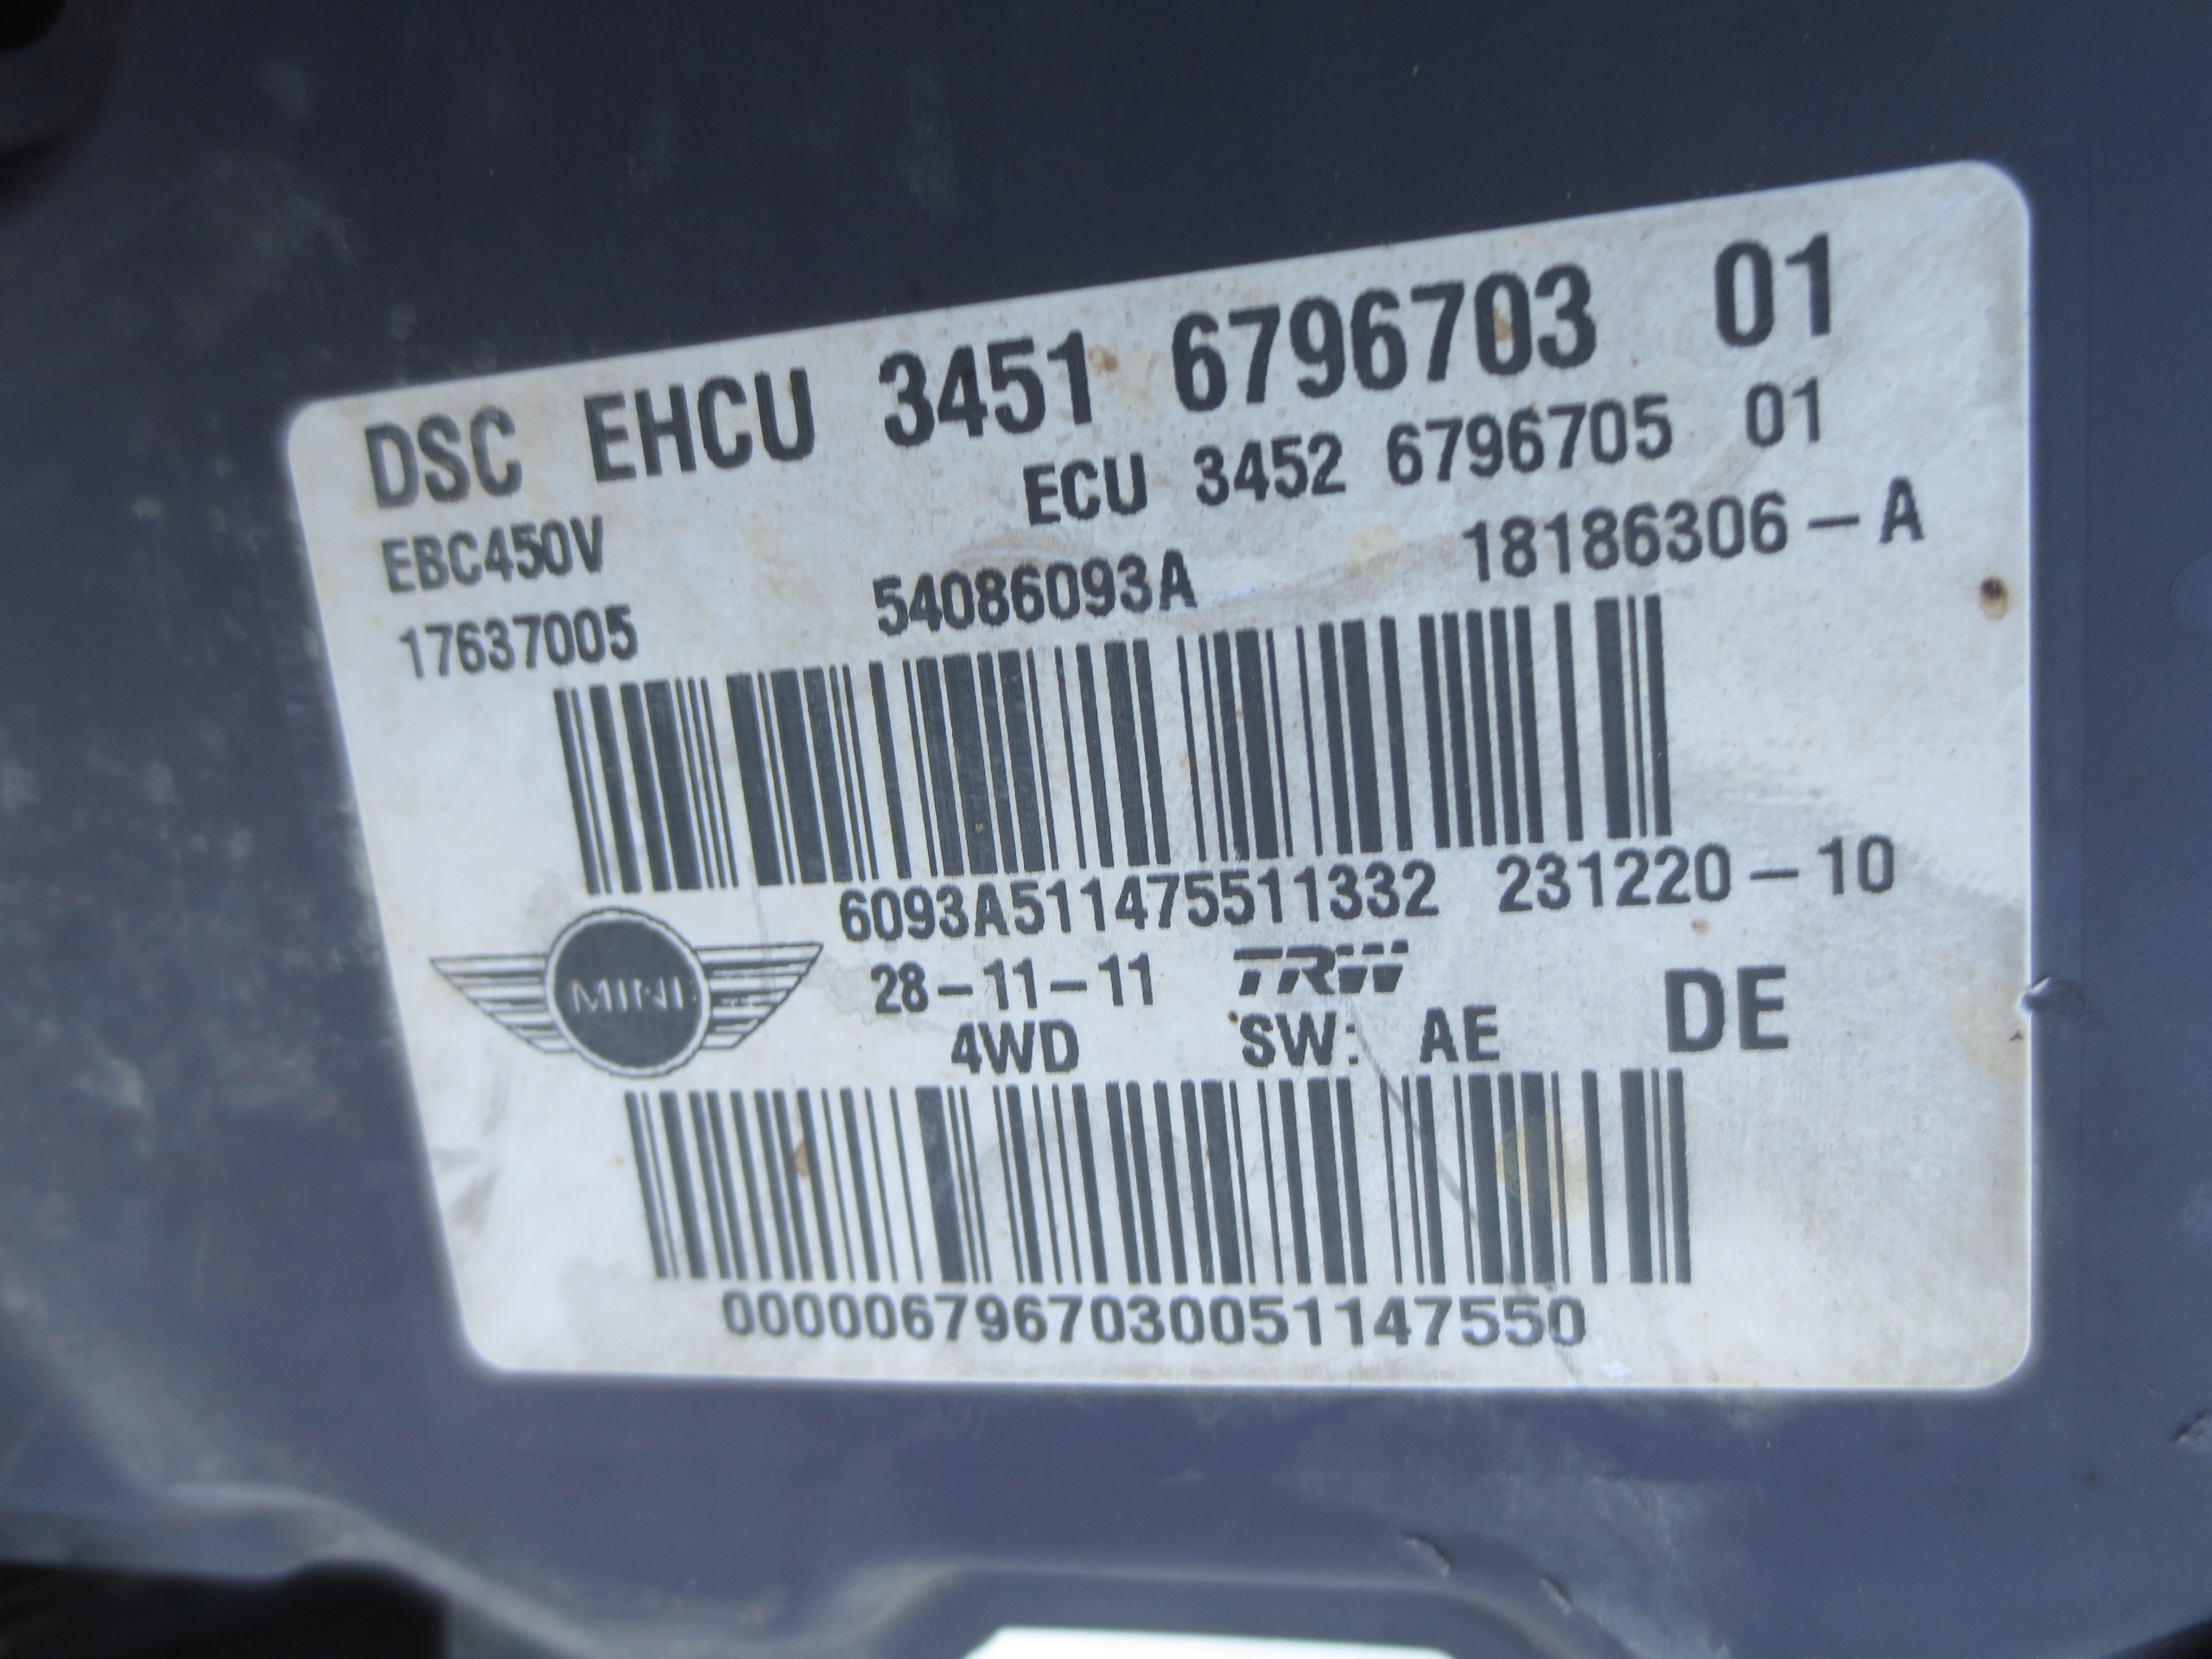 DSC EHCU 3451 6796703 01
ECU 3452 6796705 01
EBC450V
17637005 54086093A 18186306-A
6093A511475511332 231220-10
MINI 28-11-11 TRW DE
4WD SW: AE
0000067967030051147550